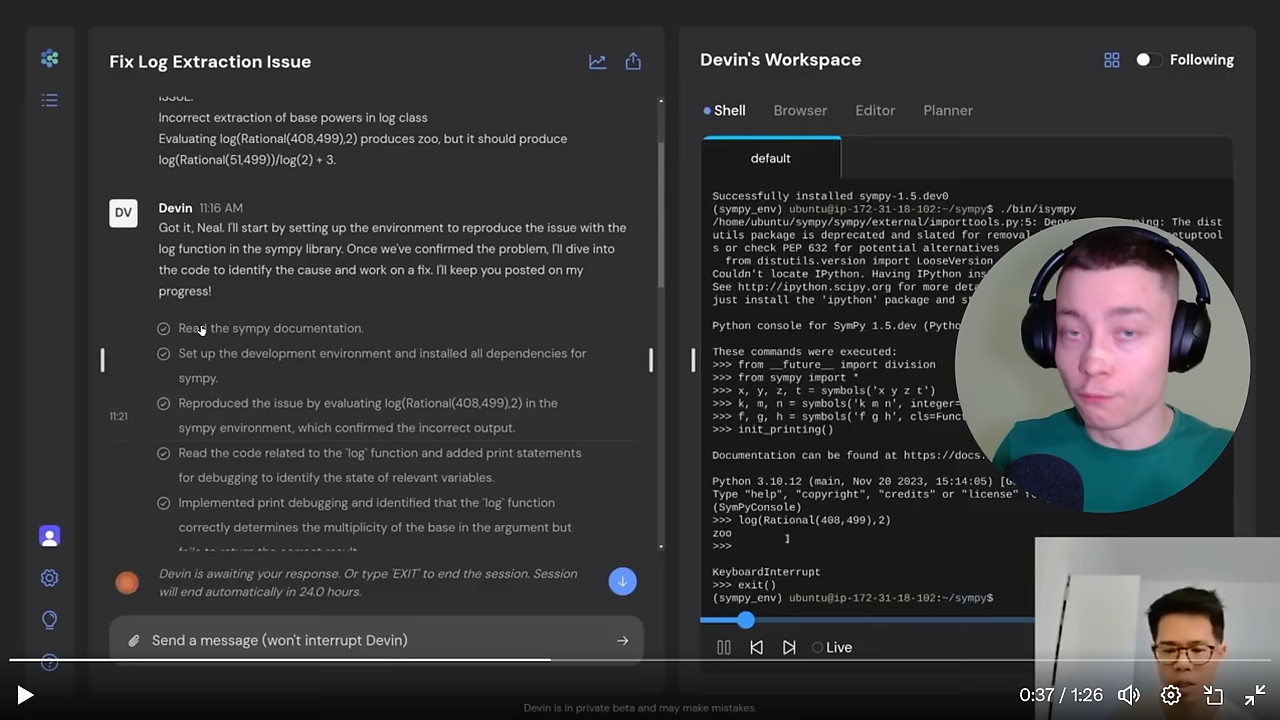 Fix Log Extraction Issue
ISSUE:
Incorrect extraction of base powers in log class
Evaluating log(Rational(408,499),2) produces zoo, but it should produce
log(Rational(51,499))/log(2) + 3.
DV
Devin 11:16 AM
Got it, Neal. I'll start by setting up the environment to reproduce the issue with the
log function in the sympy library. Once we've confirmed the problem, I'll dive into
the code to identify the cause and work on a fix. I'll keep you posted on my
progress!
Read the sympy documentation.
Set up the development environment and installed all dependencies for
sympy.
11:21
Reproduced the issue by evaluating log(Rational(408,499),2) in the
sympy environment, which confirmed the incorrect output.
Read the code related to the `log` function and added print statements
for debugging to identify the state of relevant variables.
Implemented print debugging and identified that the `log` function
correctly determines the multiplicity of the base in the argument but
fails to return the correct result.
Devin is awaiting your response. Or type 'EXIT' to end the session. Session
will end automatically in 24.0 hours.
Send a message (won't interrupt Devin)
Devin's Workspace
Following
Shell Browser Editor Planner
default
Successfully installed sympy-1.5.dev0
(sympy_env) ubuntu@ip-172-31-18-102:~/sympy$ ./bin/isympy
/home/ubuntu/sympy/sympy/external/importtools.py:5: The dist
utils package is deprecated and slated for removal
s or check PEP 632 for potential alternatives
from distutils.version import LooseVersion
Couldn't locate IPython. Having IPython
See http://ipython.scipy.org for more
just install the 'ipython' package and
Python console for SymPy 1.5.dev (Python
These commands were executed:
>>> from __future__ import division
>>> from sympy import *
>>> x, y, z, t = symbols('x y z t')
>>> k, m, n = symbols('k m n', integer=
>>> f, g, h = symbols('f g h', cls=Funct
>>> init_printing()
Documentation can be found at https://docs.
Python 3.10.12 (main, Nov 20 2023, 15:14:05)
Type "help", "copyright", "credits" or "license"
(SymPyConsole)
>>> log(Rational(408,499),2)
zoo
>>>
KeyboardInterrupt
>>> exit()
(sympy_env) ubuntu@ip-172-31-18-102:~/sympy$
Live
0:37 / 1:26
Devin is in private beta and may make mistakes.